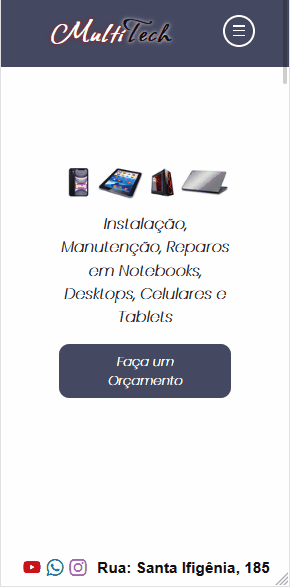 MultiTech
Instalação,
Manutenção, Reparos
em Notebooks,
Desktops, Celulares e
Tablets
Faça um
Orçamento
Rua: Santa Ifigênia, 185